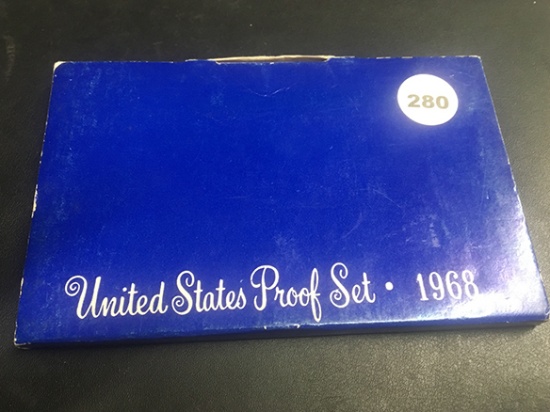 280
United States Proof Set • 1968